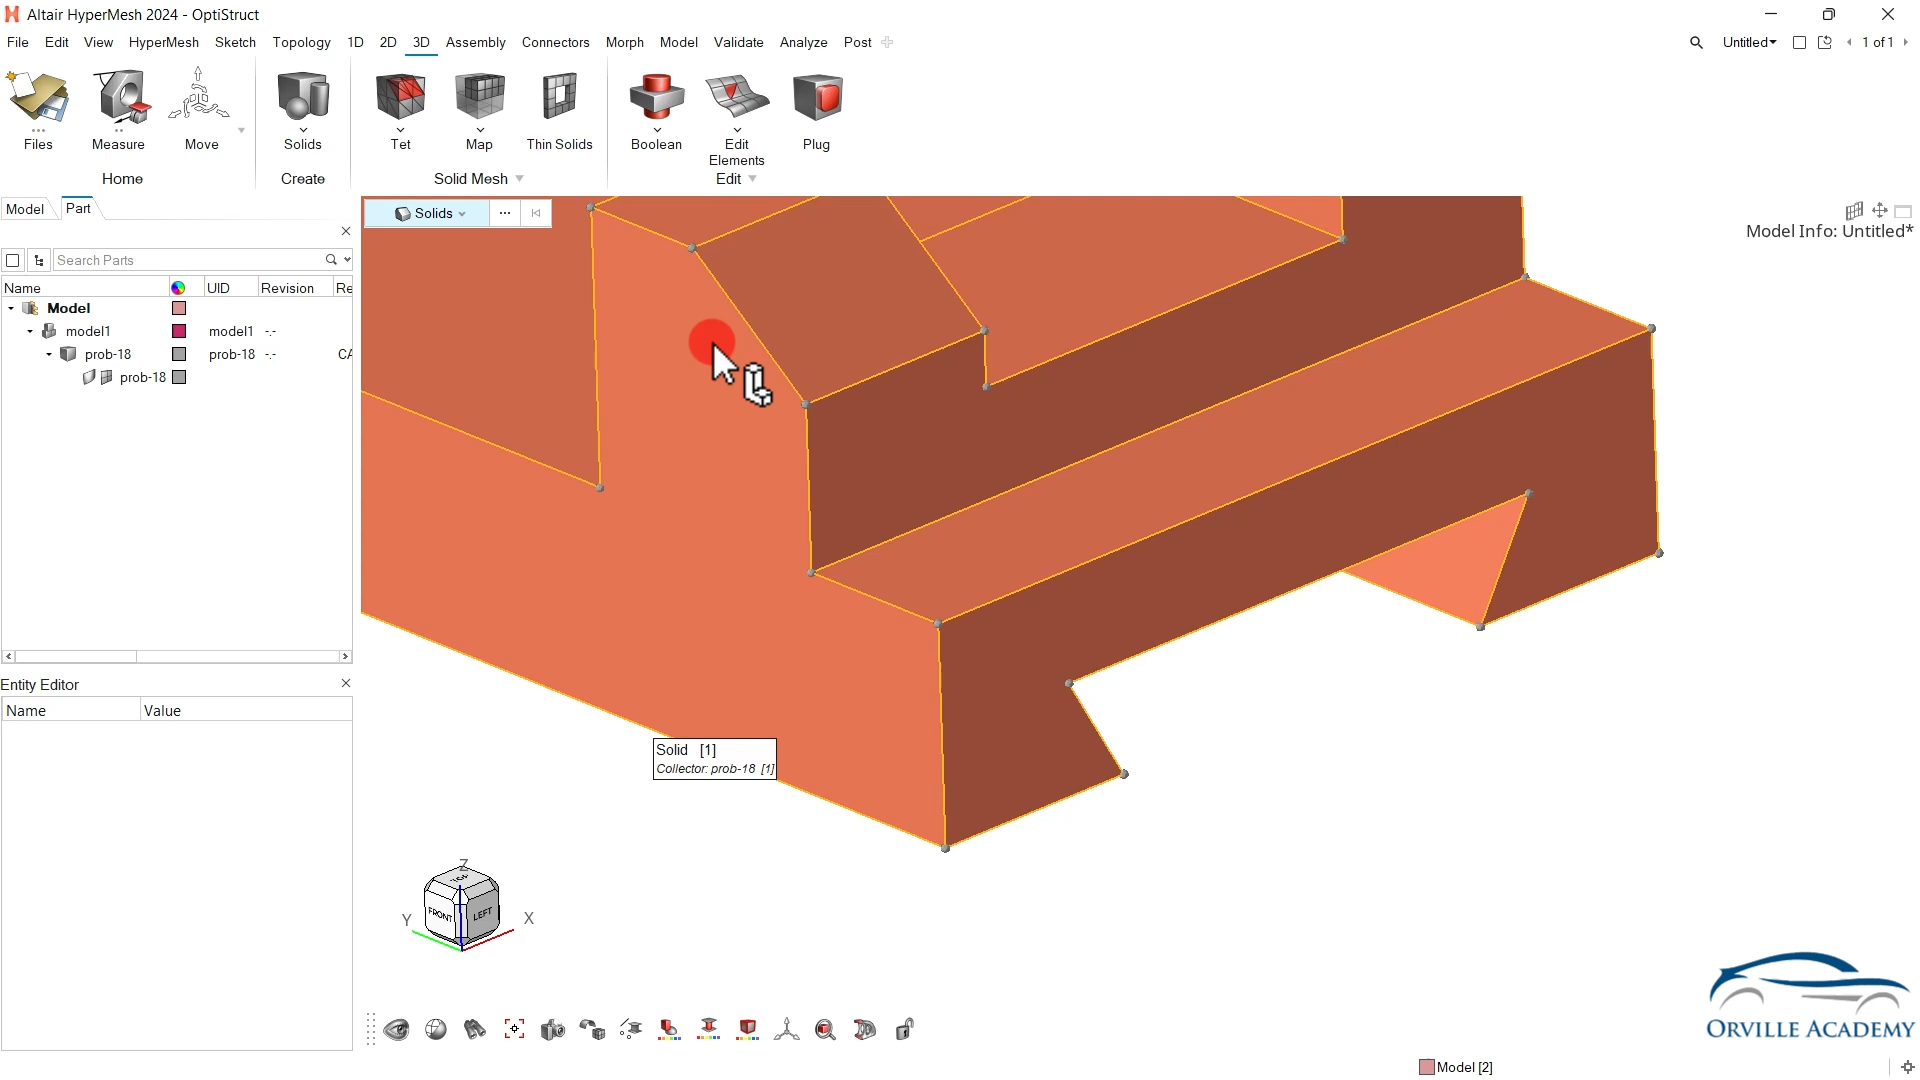 Altair HyperMesh 2024 - OptiStruct
File Edit View HyperMesh Sketch Topology 1D 2D 3D Assembly Connectors Morph Model Validate Analyze Post
Untitled 1 of 1
Files Measure Move Solids Tet Map Thin Solids Boolean Edit Elements Plug
Home Create Solid Mesh Edit
Model Part
Solids
Model Info: Untitled*
Search Parts
Name UID Revision Re
Model
model1 model1 -.-
prob-18 prob-18 -.- CA
prob-18
Entity Editor
Name Value
Solid [1]
Collector: prob-18 [1]
Z
TOP
FRONT LEFT
Y X
ORVILLE ACADEMY
Model [2]